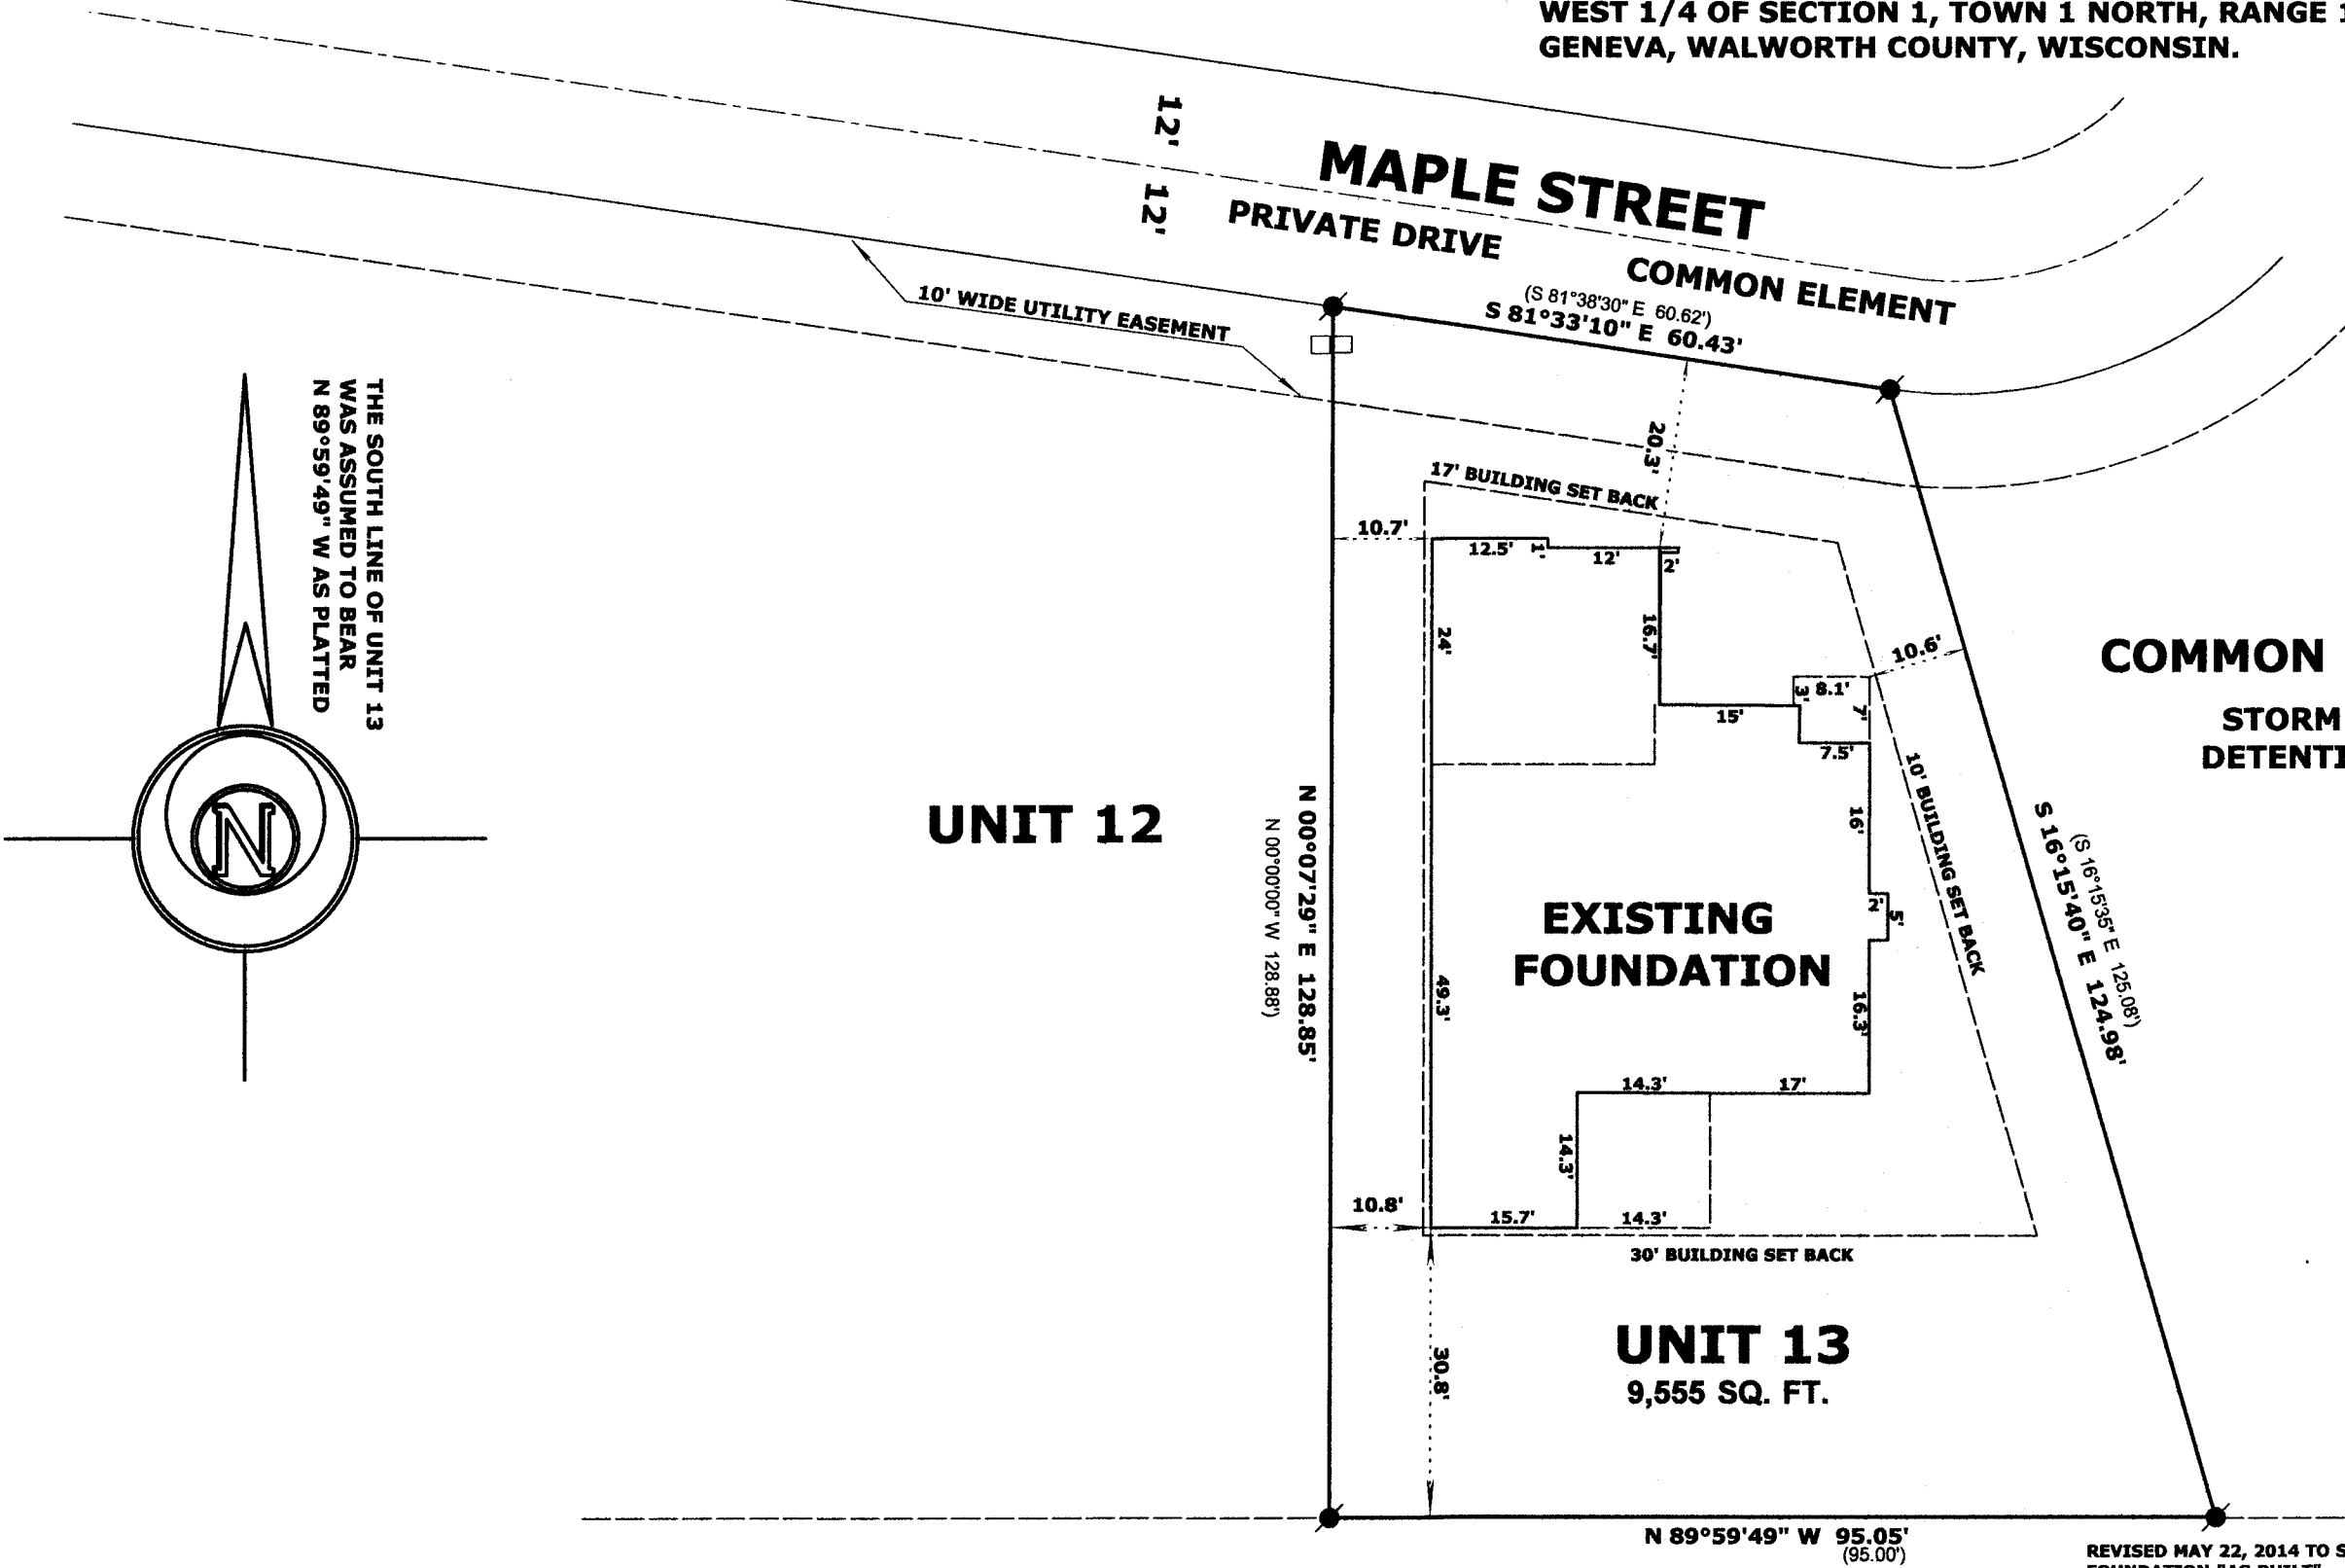 WEST 1/4 OF SECTION 1, TOWN 1 NORTH, RANGE
GENEVA, WALWORTH COUNTY, WISCONSIN.
12'
12'
MAPLE STREET
PRIVATE DRIVE
COMMON ELEMENT
(S 81°38'30" E 60.62')
S 81°33'10" E 60.43'
10' WIDE UTILITY EASEMENT
THE SOUTH LINE OF UNIT 13
WAS ASSUMED TO BEAR
N 89°59'49" W AS PLATTED
N
20.3'
17' BUILDING SET BACK
10.7'
12.5'
1'
12'
2'
24'
16.7'
10.6'
3'
8.1'
15'
7'
7.5'
COMMON
STORM
DETENTI
10' BUILDING SET BACK
UNIT 12
N 00°07'29" E 128.85'
N 00°00'00" W 128.88')
16'
2'
5'
EXISTING
FOUNDATION
S 16°15'40" E 124.98'
(S 16°15'35" E 125.08')
49.3'
16.3'
14.3'
17'
14.3'
10.8'
15.7'
14.3'
30' BUILDING SET BACK
30.8'
UNIT 13
9,555 SQ. FT.
N 89°59'49" W 95.05'
(95.00')
REVISED MAY 22, 2014 TO S
FOUNDATION "AS BUILT"